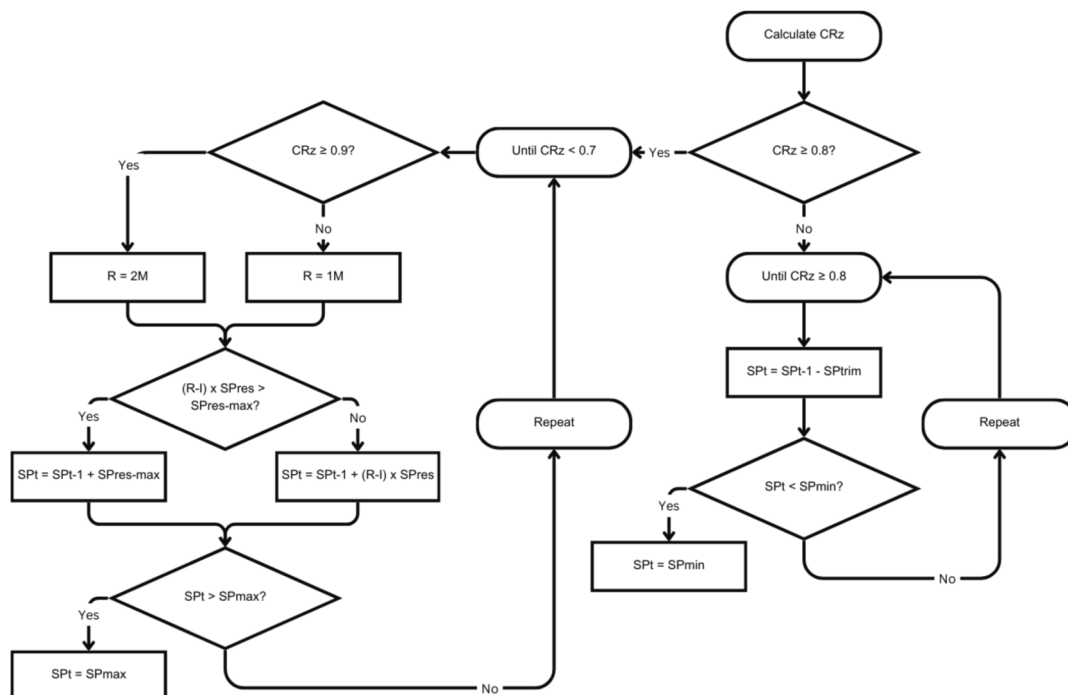 Calculate CRz
CRz ≥ 0.9?
Until CRz < 0.7
Yes
CRz ≥ 0.8?
Yes
No
No
R = 2M
R = 1M
Until CRz ≥ 0.8
(R-I) x SPres >
SPres-max?
SPt = SPt-1 - SPtrim
Yes
No
Repeat
Repeat
SPt = SPt-1 + SPres-max
SPt = SPt-1 + (R-I) x SPres
SPt < SPmin?
Yes
SPt = SPmin
No
SPt > SPmax?
Yes
SPt = SPmax
No